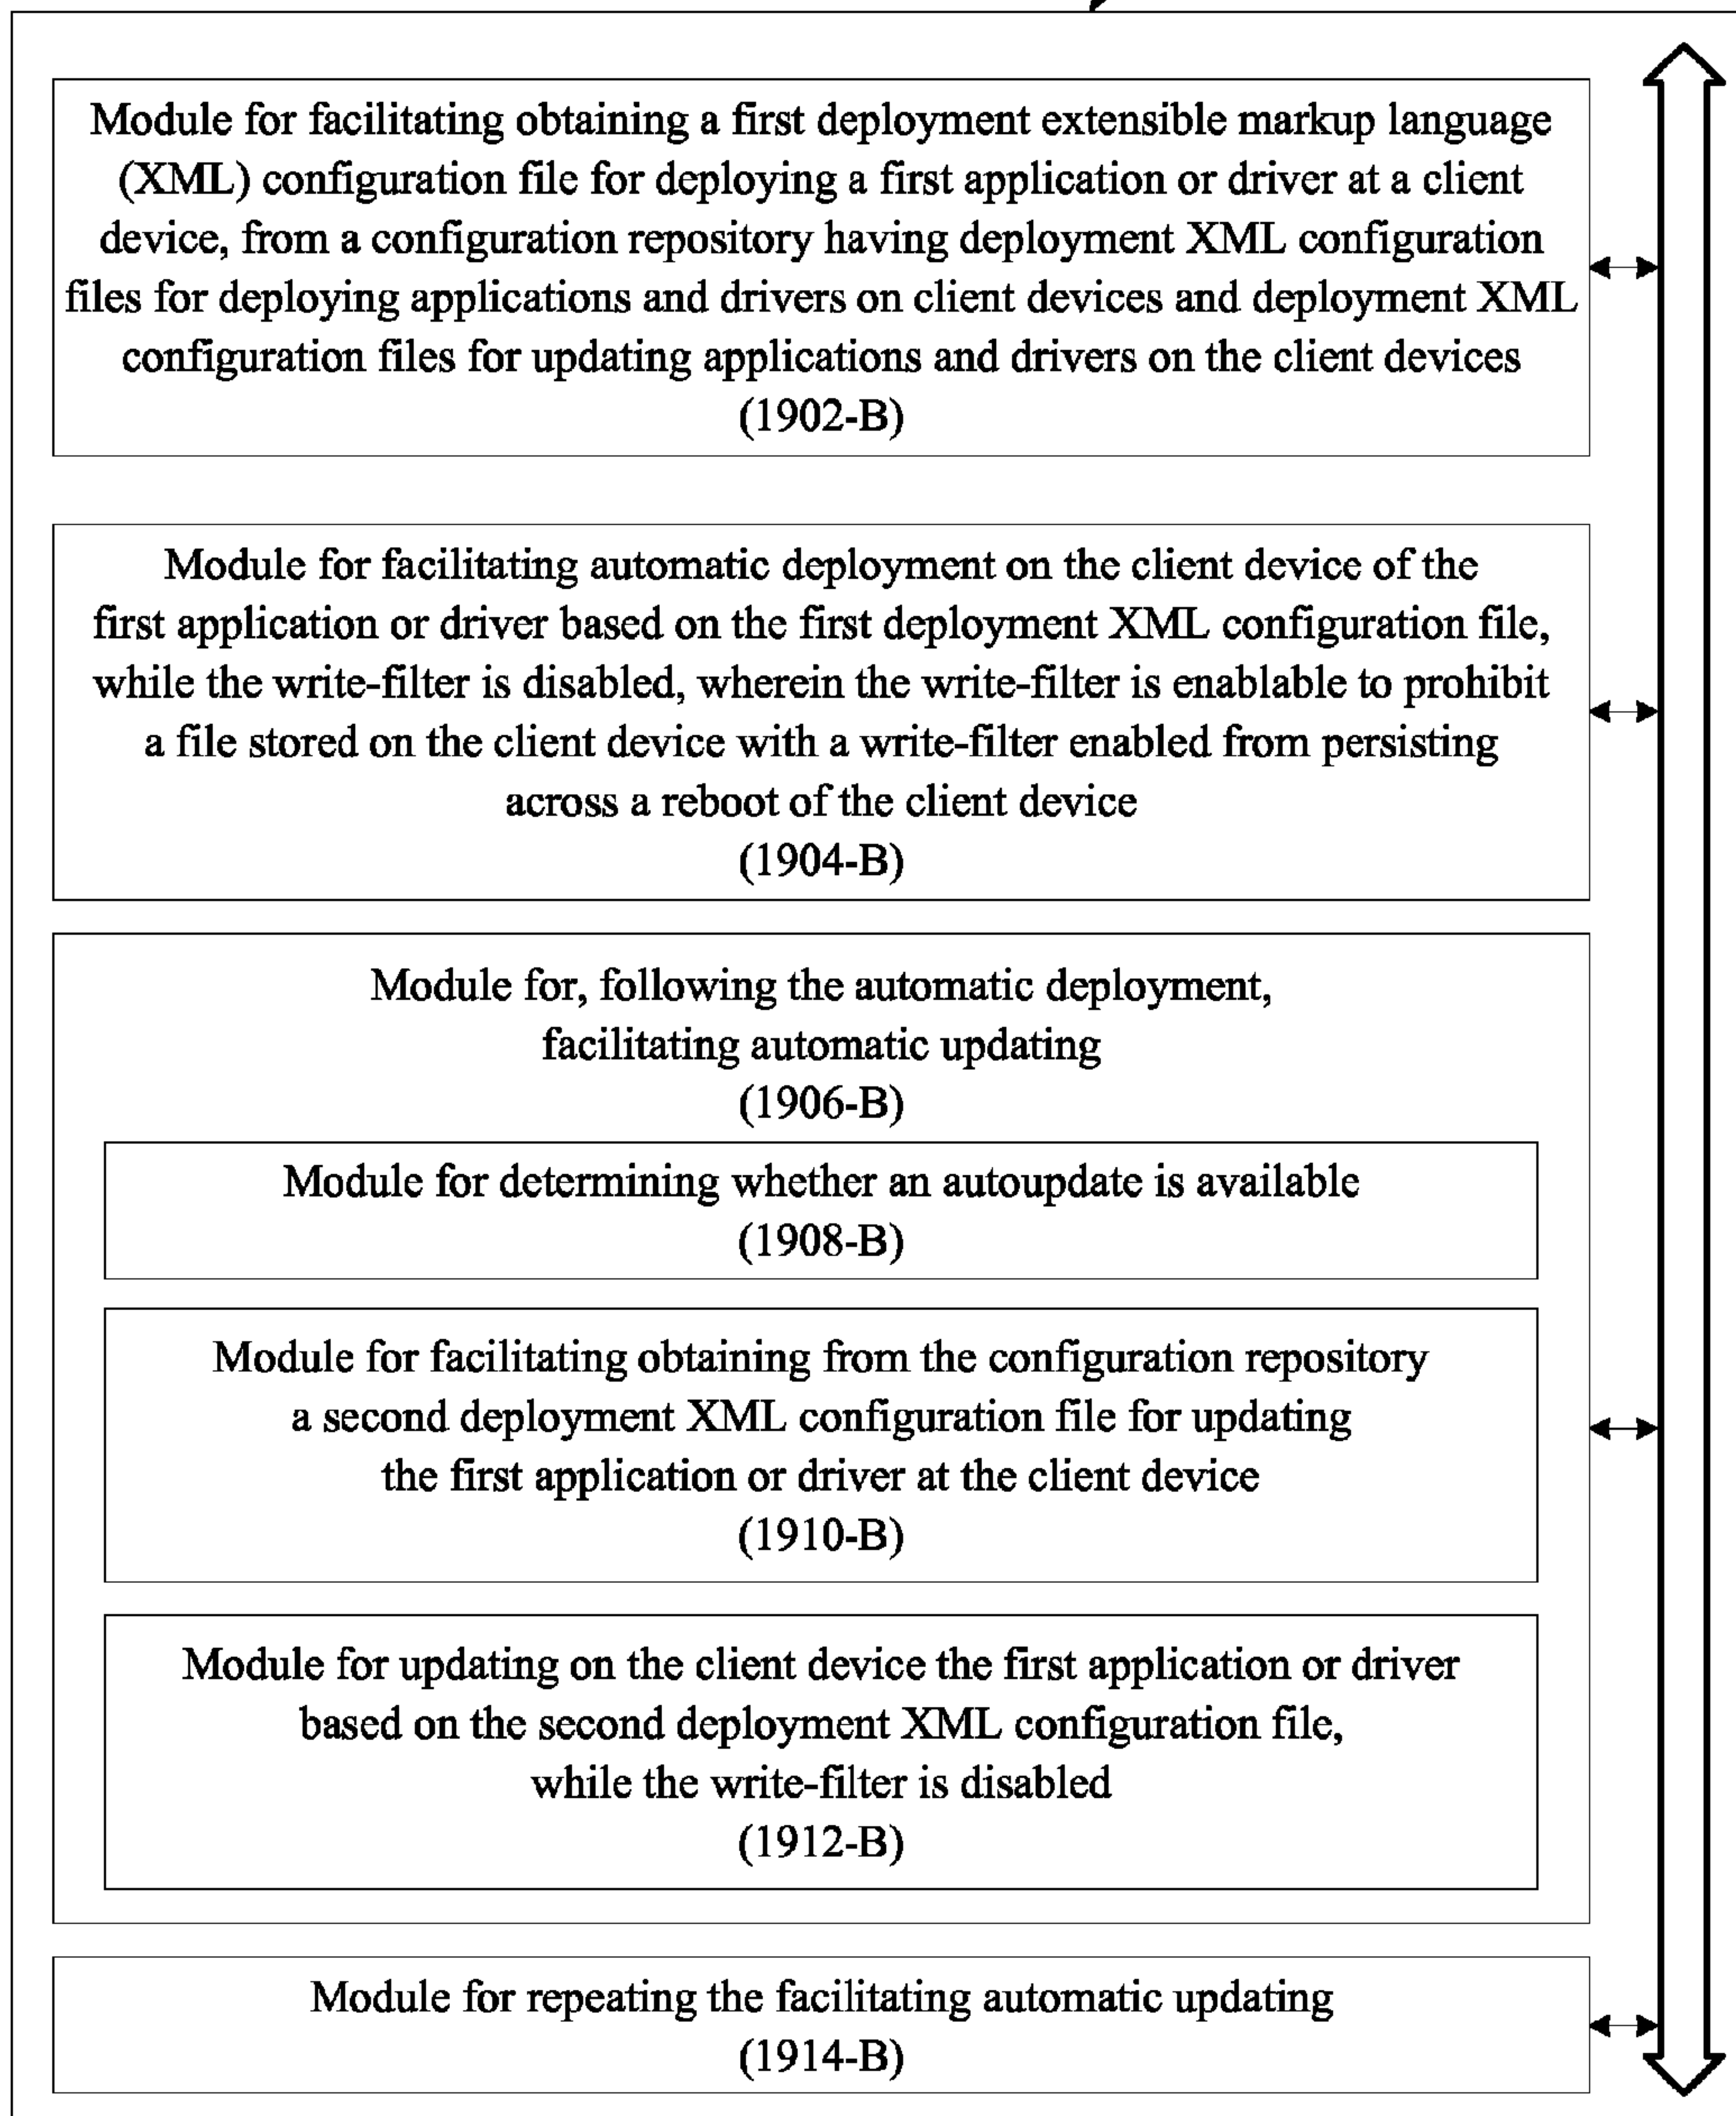 Module for facilitating obtaining a first deployment extensible markup language
(XML) configuration file for deploying a first application or driver at a client
device, from a configuration repository having deployment XML configuration
files for deploying applications and drivers on client devices and deployment XML
configuration files for updating applications and drivers on the client devices
(1902-B)
Module for facilitating automatic deployment on the client device of the
first application or driver based on the first deployment XML configuration file,
while the write-filter is disabled, wherein the write-filter is enablable to prohibit
a file stored on the client device with a write-filter enabled from persisting
across a reboot of the client device
(1904-B)
Module for, following the automatic deployment,
facilitating automatic updating
(1906-B)
Module for determining whether an autoupdate is available
(1908-B)
Module for facilitating obtaining from the configuration repository
a second deployment XML configuration file for updating
the first application or driver at the client device
(1910-B)
Module for updating on the client device the first application or driver
based on the second deployment XML configuration file,
while the write-filter is disabled
(1912-B)
Module for repeating the facilitating automatic updating
(1914-B)